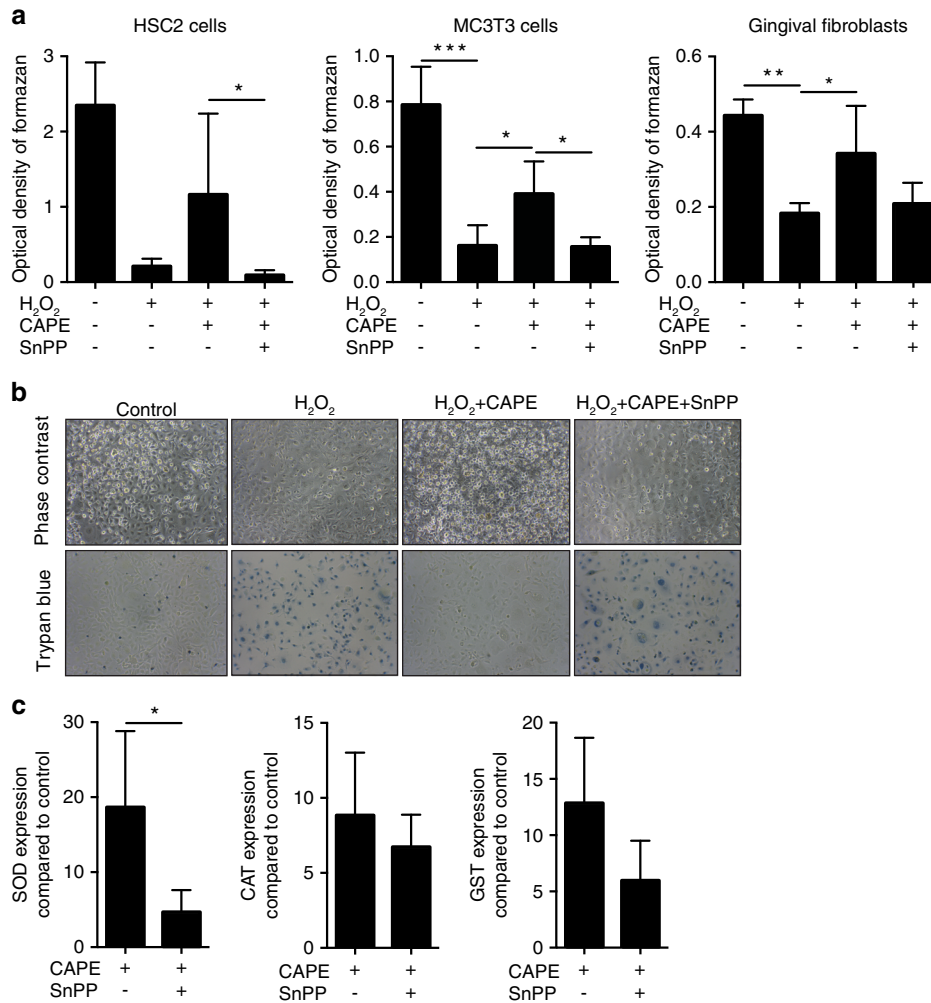 a
HSC2 cells
MC3T3 cells
Gingival fibroblasts
Optical density of formazan
3
2
1
0
*
H₂O₂ - + + +
CAPE - - + +
SnPP - - - +
Optical density of formazan
1.0
0.8
0.6
0.4
0.2
0.0
***
*
*
H₂O₂ - + + +
CAPE - - + +
SnPP - - - +
Optical density of formazan
0.6
0.4
0.2
0.0
**
*
H₂O₂ - + + +
CAPE - - + +
SnPP - - - +
b
Control
H₂O₂
H₂O₂+CAPE
H₂O₂+CAPE+SnPP
Phase contrast
Trypan blue
c
SOD expression
compared to control
30
20
10
0
*
CAPE + +
SnPP - +
CAT expression
compared to control
15
10
5
0
CAPE + +
SnPP - +
GST expression
compared to control
20
15
10
5
0
CAPE + +
SnPP - +